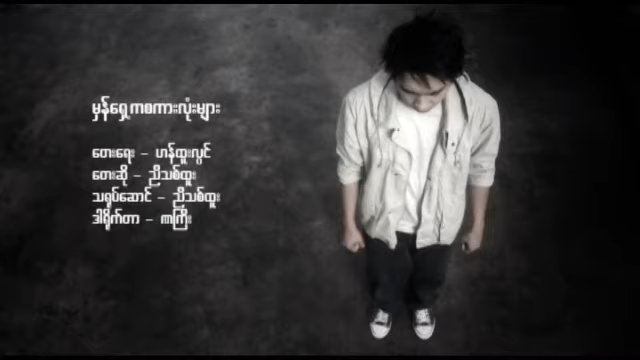 မှန်ရှေ့ကစကားလုံးများ
တေးရေး – ဟန်ထူးလွင်
တေးဆို – ညီသစ်ထူး
သရုပ်ဆောင် – ညီသစ်ထူး
ဒါရိုက်တာ – ဏကြီး